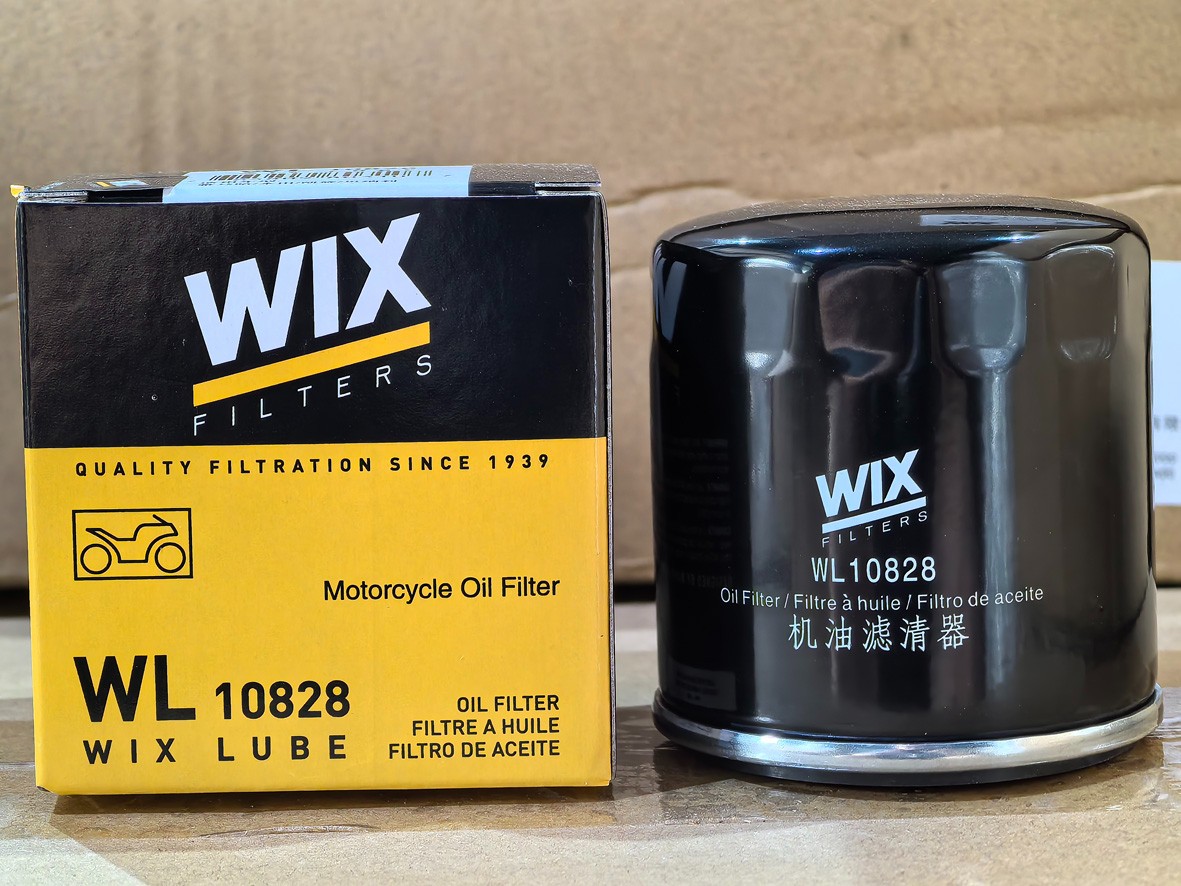 WIX
FILTERS
QUALITY FILTRATION SINCE 1939
Motorcycle Oil Filter
WL 10828
WIX LUBE
OIL FILTER
FILTRE A HUILE
FILTRO DE ACEITE
WIX
FILTERS
WL10828
Oil Filter / Filtre à huile / Filtro de aceite
机油滤清器